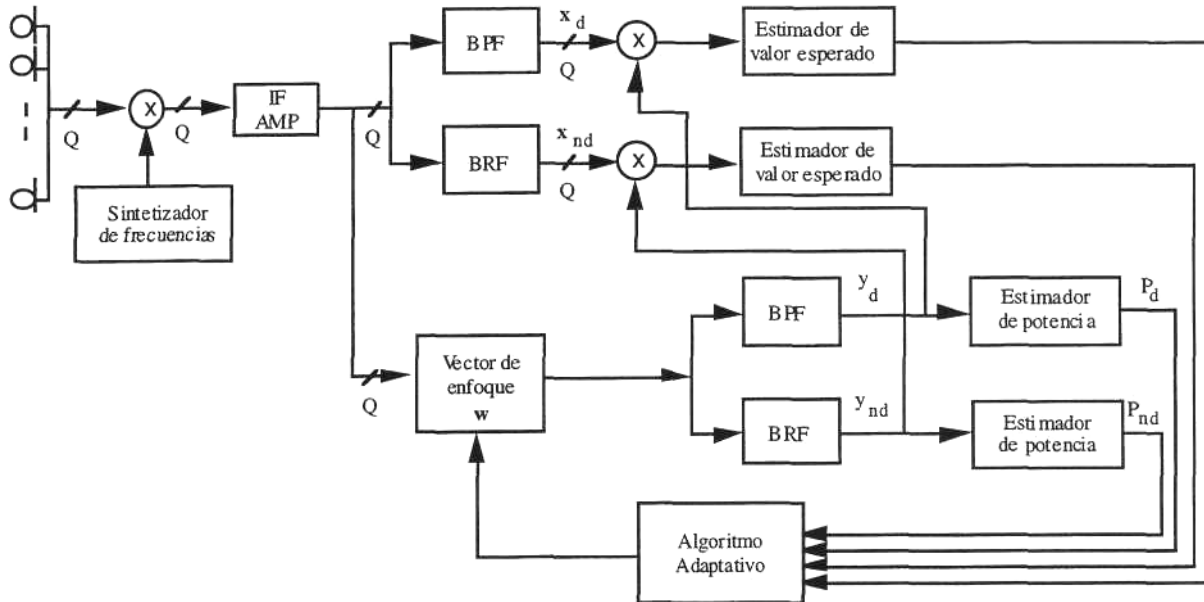 x d
BPF
Q
X
Estimador de
valor esperado
Q
X
Q
IF
AMP
Q
x nd
BRF
Q
X
Estimador de
valor esperado
Sintetizador
de frecuencias
y d
BPF
Estimador
de potencia
P d
Q
Vector de
enfoque
w
y nd
BRF
Estimador
de potencia
P nd
Algoritmo
Adaptativo